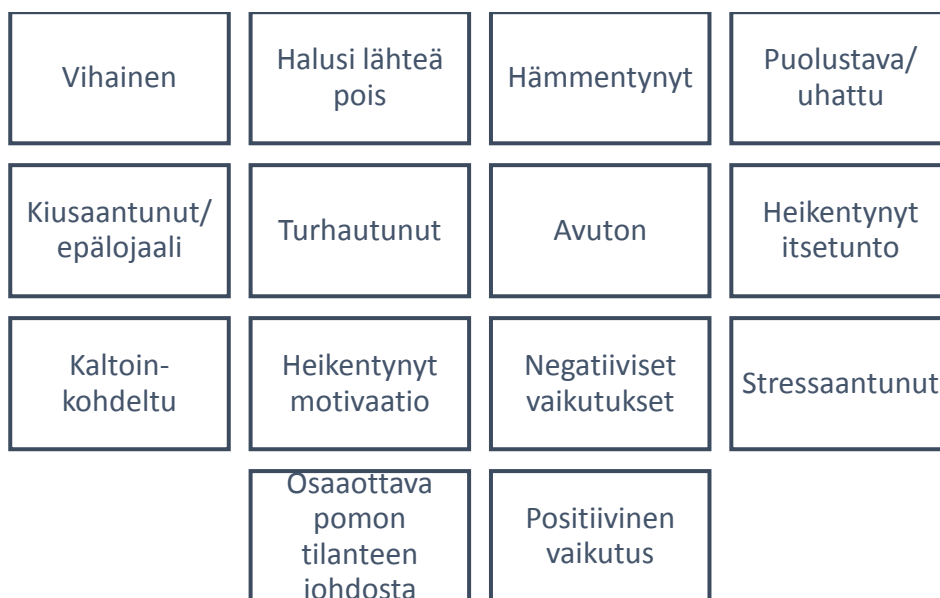 Vihainen
Halusi lähteä
pois
Hämmentynyt
Puolustava/
uhattu
Kiusaantunut/
epälojaali
Turhautunut
Avuton
Heikentynyt
itsetunto
Kaltoin-
kohdeltu
Heikentynyt
motivaatio
Negatiiviset
vaikutukset
Stressaantunut
Osaaottava
pomon
tilanteen
johdosta
Positiivinen
vaikutus